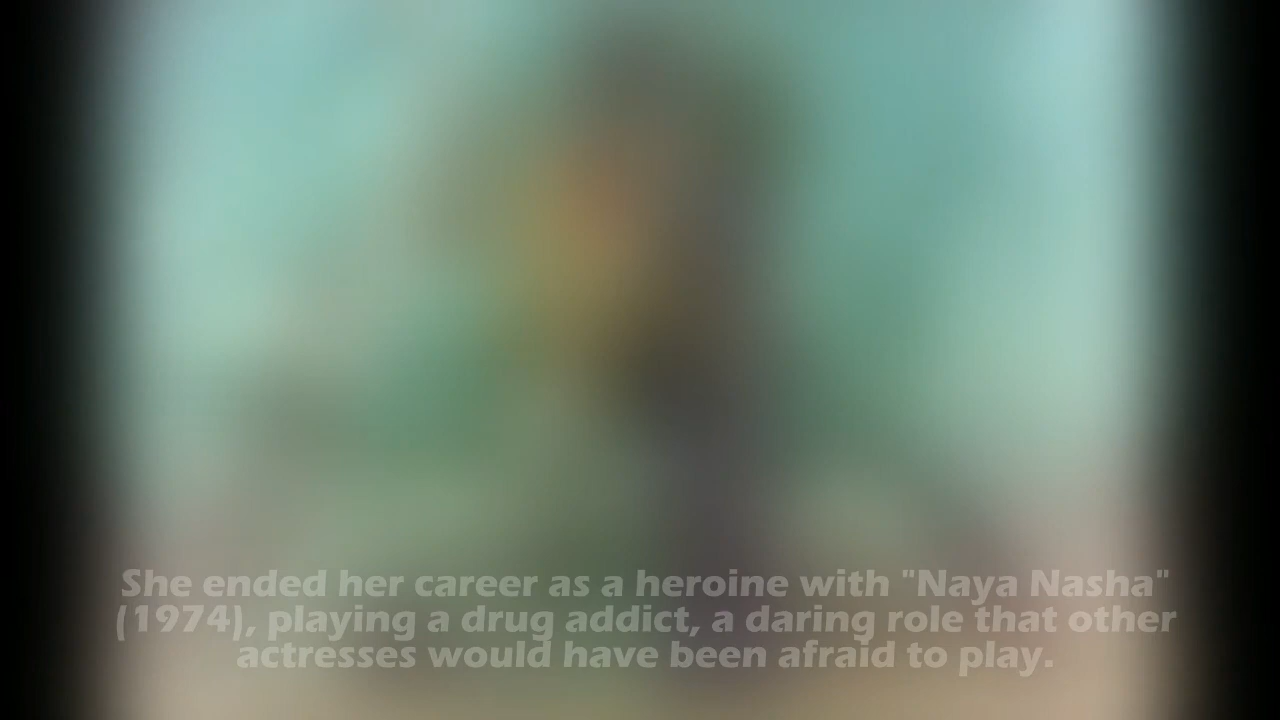 She ended her career as a heroine with "Naya Nasha"
(1974), playing a drug addict, a daring role that other
actresses would have been afraid to play.